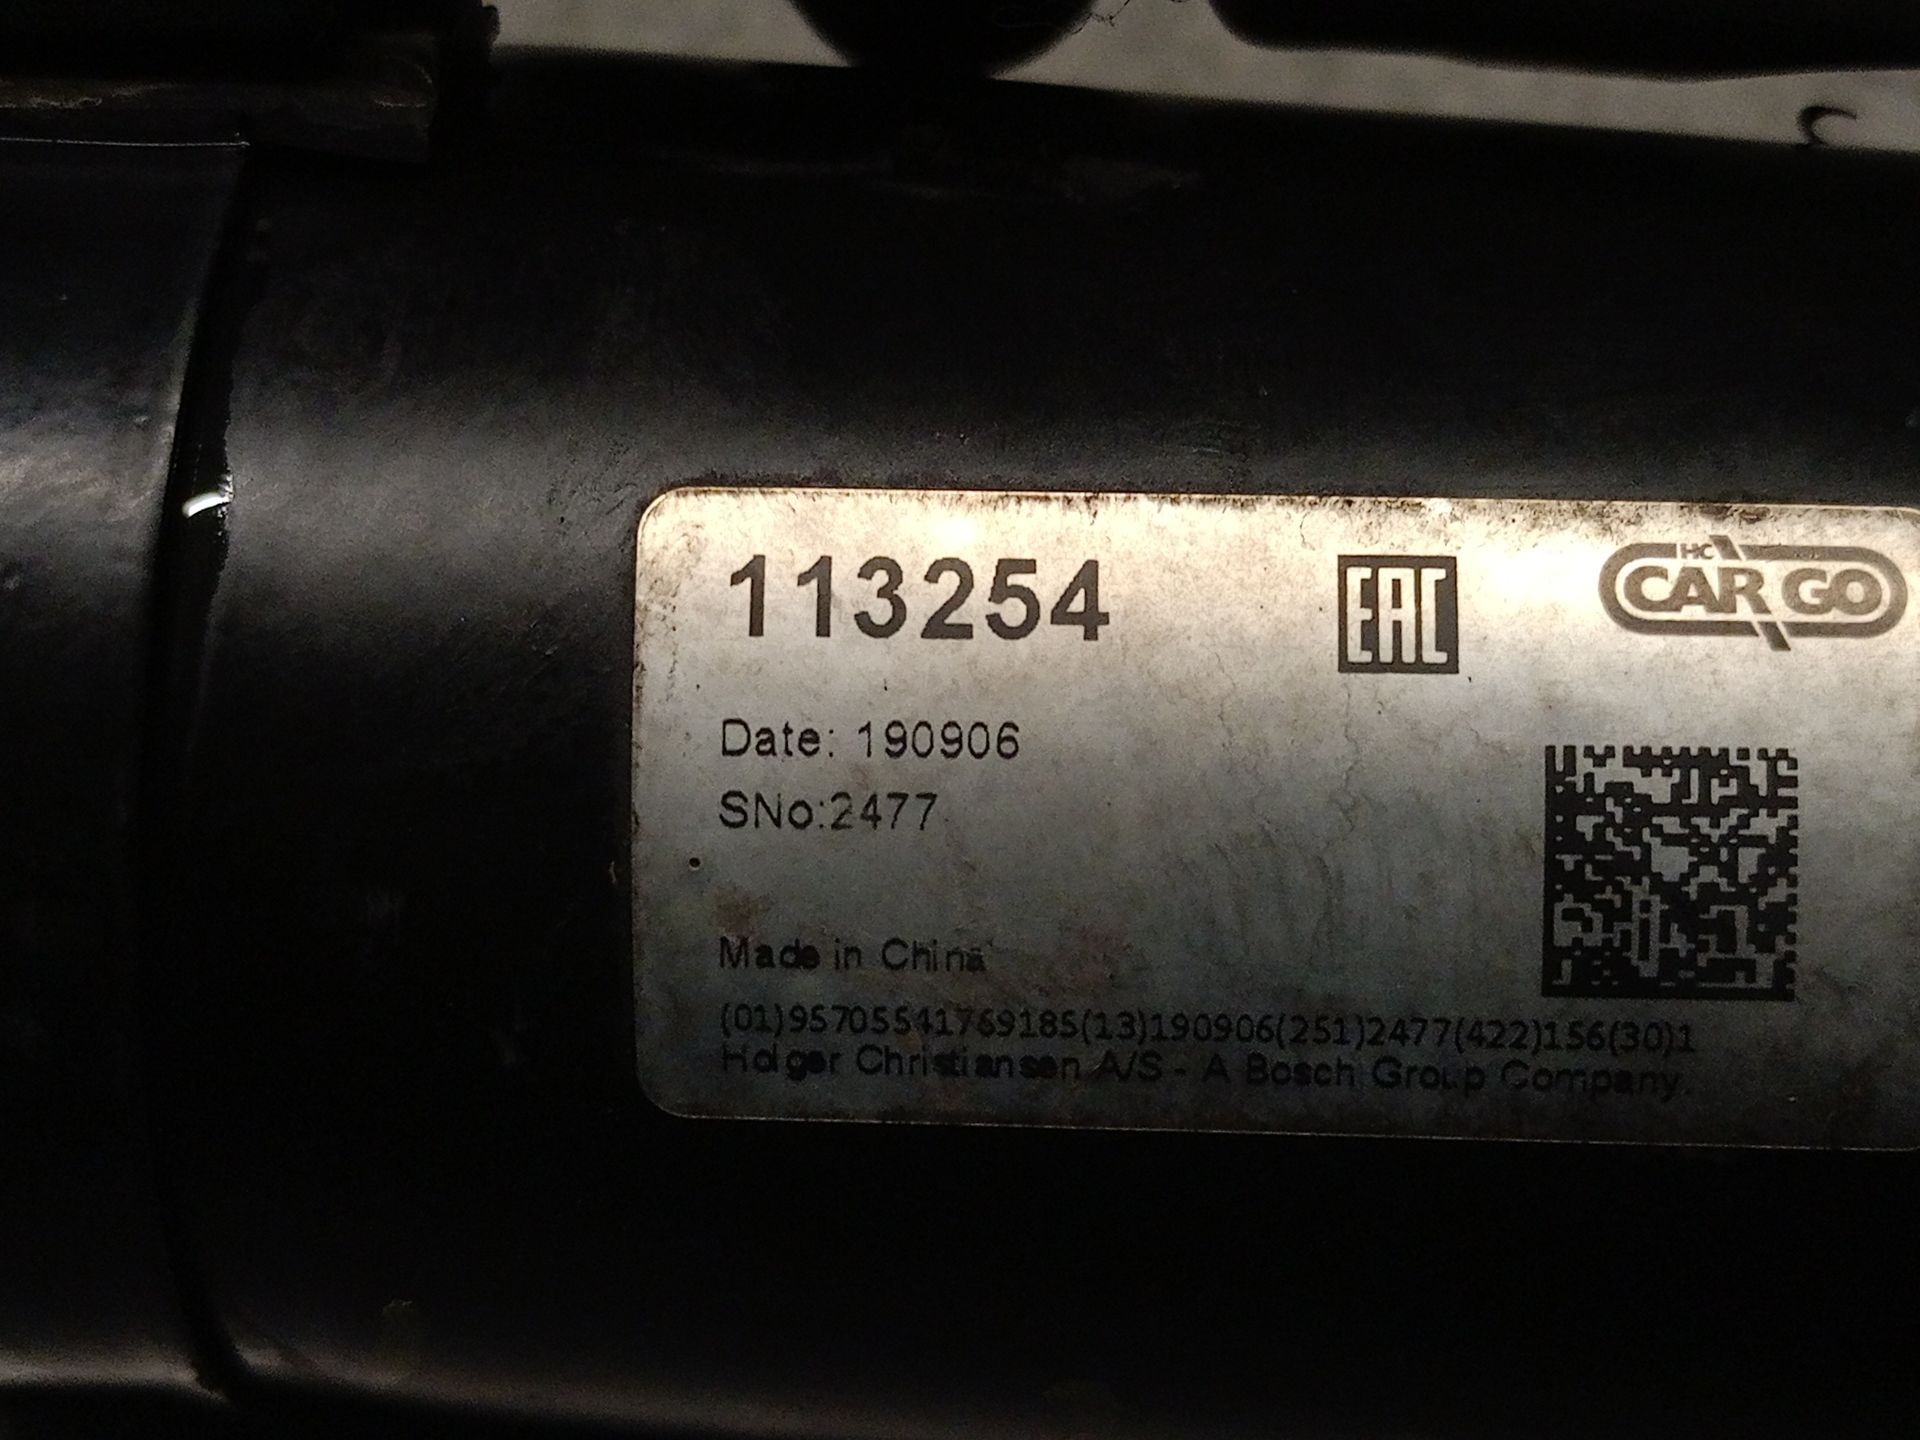 113254
EAC
HC
CARGO
Date: 190906
SNo:2477
Made in China
(01)95705541769185(13)190906(251)2477(422)156(30)1
Holger Christiansen A/S - A Bosch Group Company.